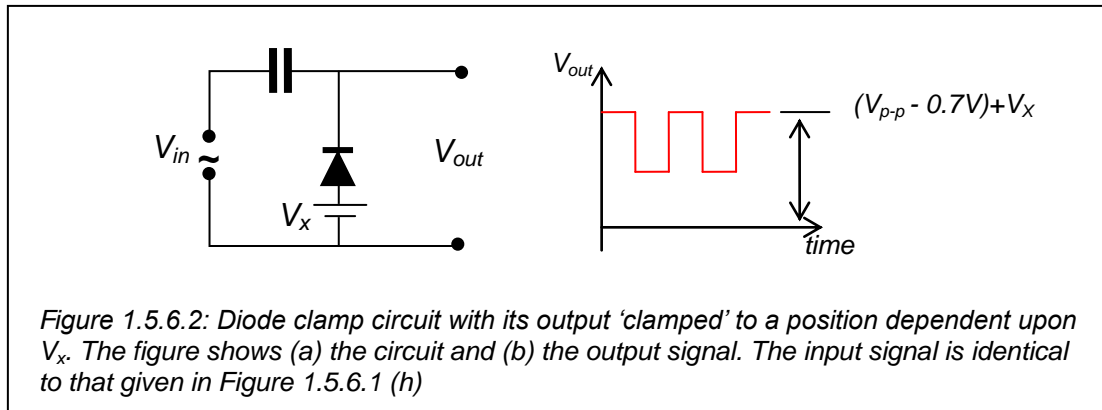 V_in
~
V_x
V_out
V_out
(V_p-p - 0.7V)+V_X
time
Figure 1.5.6.2: Diode clamp circuit with its output ‘clamped’ to a position dependent upon
V_x. The figure shows (a) the circuit and (b) the output signal. The input signal is identical
to that given in Figure 1.5.6.1 (h)